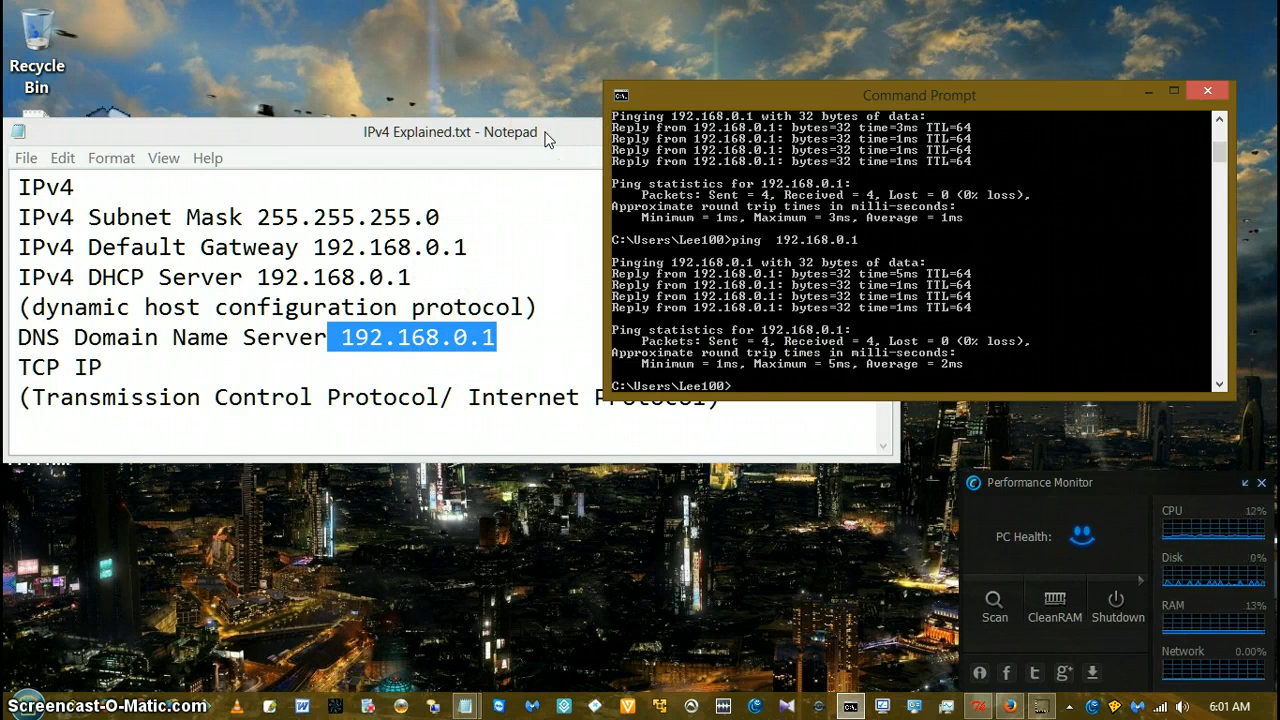 Recycle
Bin
IPv4 Explained.txt - Notepad
File Edit Format View Help
IPv4
IPv4 Subnet Mask 255.255.255.0
IPv4 Default Gatweay 192.168.0.1
IPv4 DHCP Server 192.168.0.1
(dynamic host configuration protocol)
DNS Domain Name Server 192.168.0.1
TCP IP
(Transmission Control Protocol/ Internet Protocol)
Command Prompt
Pinging 192.168.0.1 with 32 bytes of data:
Reply from 192.168.0.1: bytes=32 time=3ms TTL=64
Reply from 192.168.0.1: bytes=32 time=1ms TTL=64
Reply from 192.168.0.1: bytes=32 time=1ms TTL=64
Reply from 192.168.0.1: bytes=32 time=1ms TTL=64
Ping statistics for 192.168.0.1:
Packets: Sent = 4, Received = 4, Lost = 0 (0% loss),
Approximate round trip times in milli-seconds:
Minimum = 1ms, Maximum = 3ms, Average = 1ms
C:\Users\Lee100>ping  192.168.0.1
Pinging 192.168.0.1 with 32 bytes of data:
Reply from 192.168.0.1: bytes=32 time=5ms TTL=64
Reply from 192.168.0.1: bytes=32 time=1ms TTL=64
Reply from 192.168.0.1: bytes=32 time=1ms TTL=64
Reply from 192.168.0.1: bytes=32 time=1ms TTL=64
Ping statistics for 192.168.0.1:
Packets: Sent = 4, Received = 4, Lost = 0 (0% loss),
Approximate round trip times in milli-seconds:
Minimum = 1ms, Maximum = 5ms, Average = 2ms
C:\Users\Lee100>
Performance Monitor
PC Health:
Scan CleanRAM Shutdown
CPU 12%
Disk 0%
RAM 13%
Network 0.00%
Screencast-O-Matic.com
6:01 AM